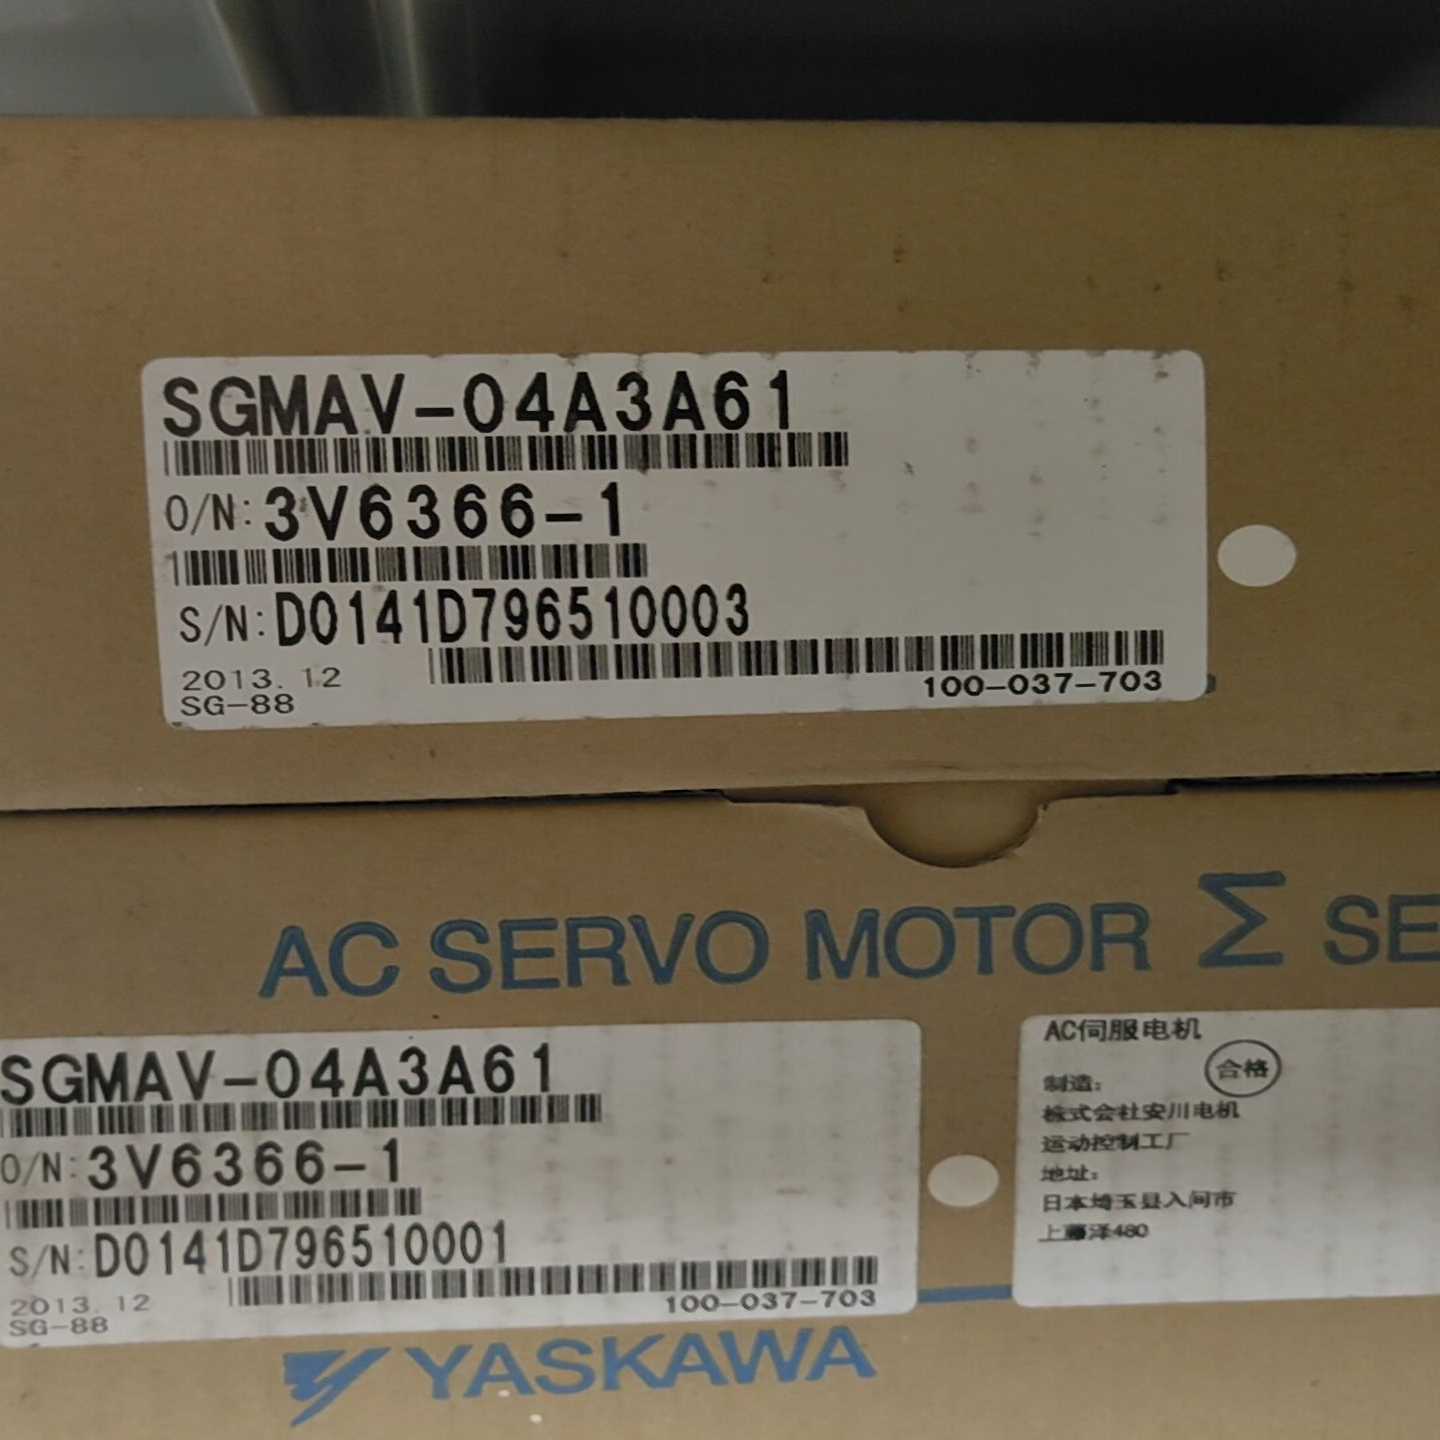 SGMAV-04A3A61
O/N: 3V6366-1
S/N: D0141D796510003
2013. 12
SG-88
100-037-703
AC SERVO MOTOR Σ SE
SGMAV-04A3A61
O/N: 3V6366-1
S/N: D0141D796510001
2013. 12
SG-88
100-037-703
AC伺服电机
合格
制造:
株式会社安川电机
运动控制工厂
地址:
日本埼玉县入间市
上藤泽480
YASKAWA